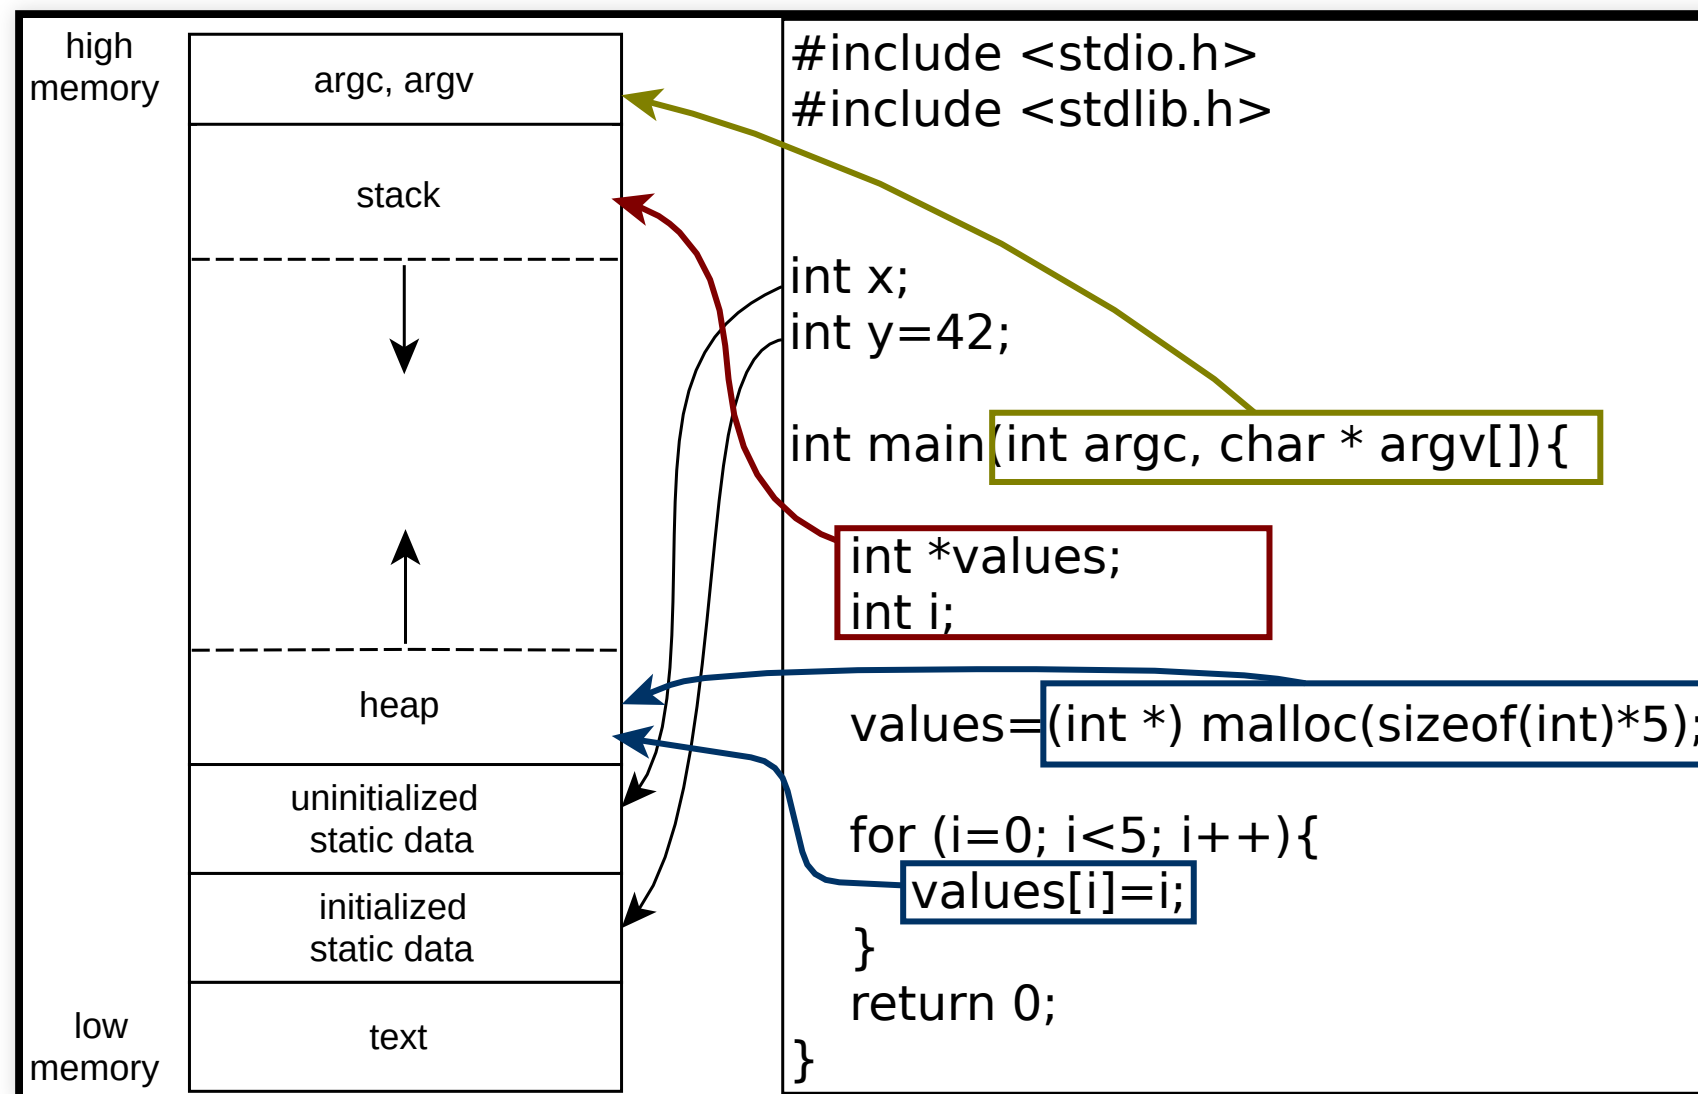 high
memory
argc, argv
stack
heap
uninitialized
static data
initialized
static data
low
memory
text
#include <stdio.h>
#include <stdlib.h>
int x;
int y=42;
int main(int argc, char * argv[]){
int *values;
int i;
values=(int *) malloc(sizeof(int)*5);
for (i=0; i<5; i++){
values[i]=i;
}
return 0;
}